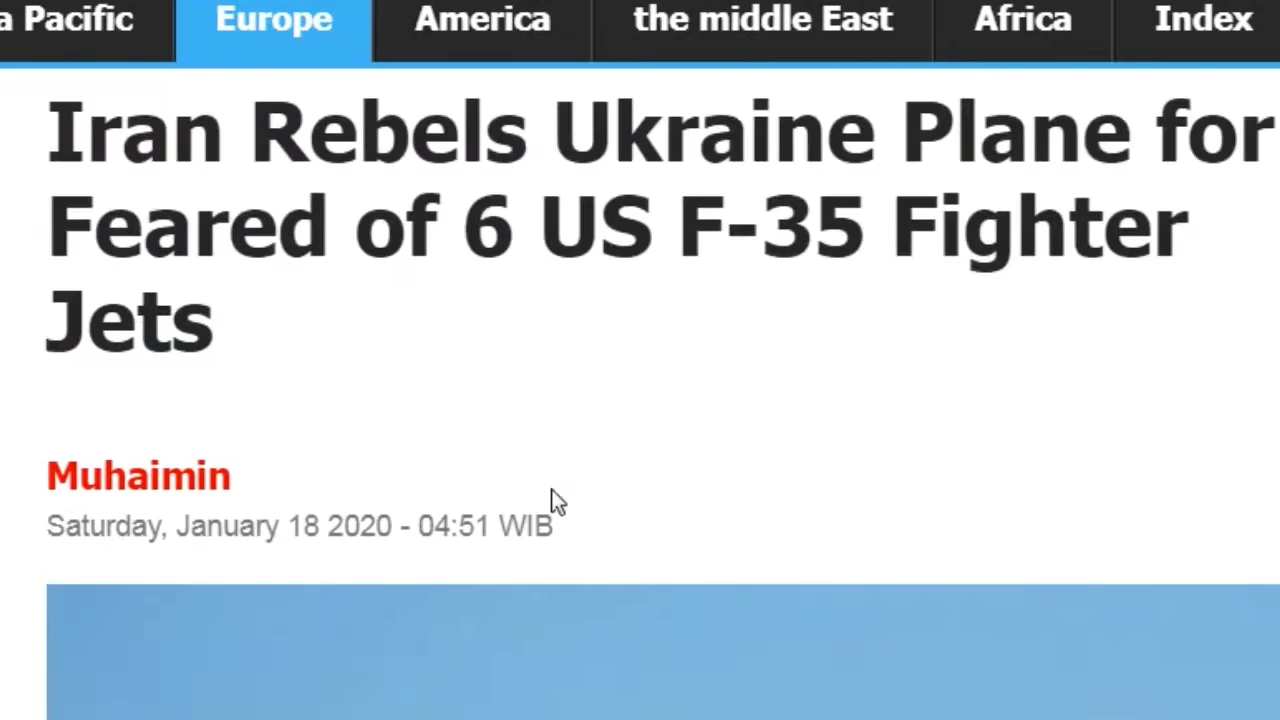 a Pacific Europe America the middle East Africa Index
Iran Rebels Ukraine Plane for
Feared of 6 US F-35 Fighter
Jets
Muhaimin
Saturday, January 18 2020 - 04:51 WIB